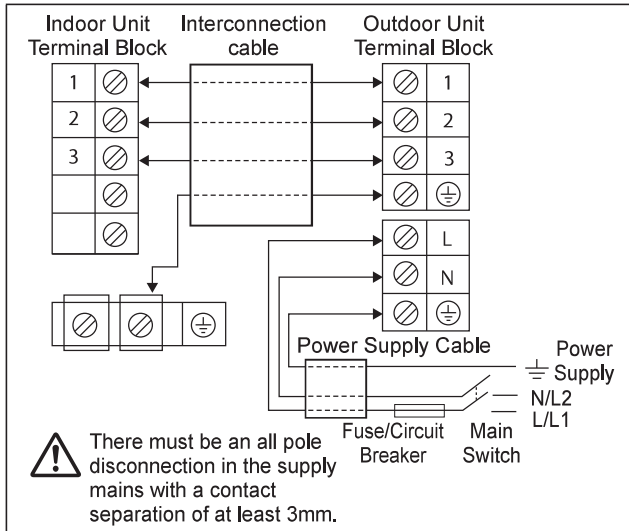 Indoor Unit
Terminal Block
Interconnection
cable
Outdoor Unit
Terminal Block
1
2
3
1
2
3
L
N
Power Supply Cable
Power
Supply
N/L2
L/L1
Fuse/Circuit
Breaker
Main
Switch
There must be an all pole
disconnection in the supply
mains with a contact
separation of at least 3mm.